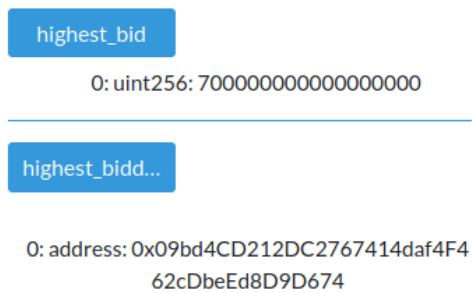 highest_bid
0: uint256: 700000000000000000
highest_bidd...
0: address: 0x09bd4CD212DC2767414daf4F4
62cDbeEd8D9D674